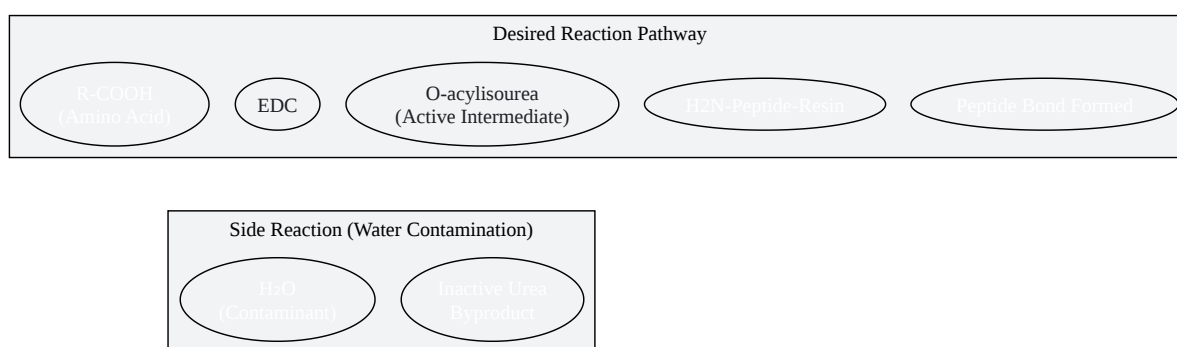 Desired Reaction Pathway
R-COOH
(Amino Acid)
EDC
O-acylisourea
(Active Intermediate)
H2N-Peptide-Resin
Peptide Bond Formed
Side Reaction (Water Contamination)
H₂O
(Contaminant)
Inactive Urea
Byproduct